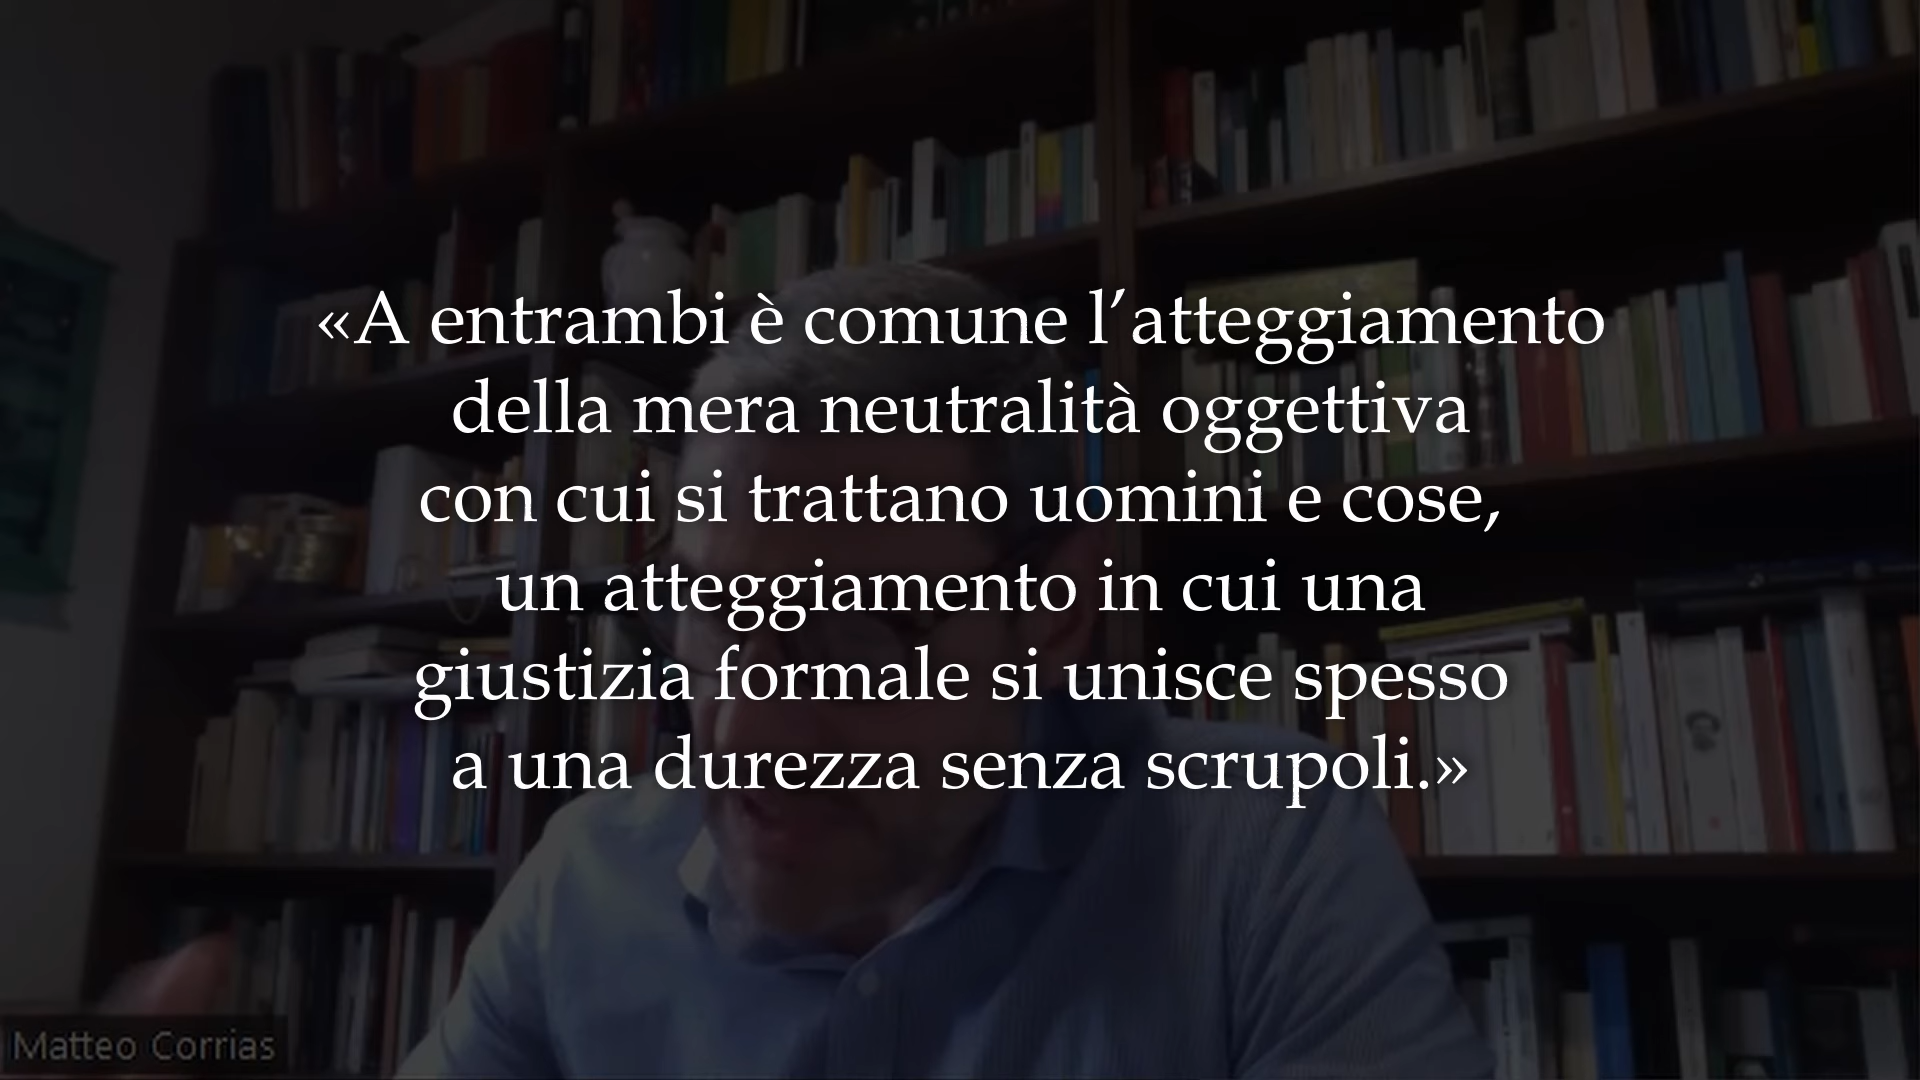 «A entrambi è comune l’atteggiamento
della mera neutralità oggettiva
con cui si trattano uomini e cose,
un atteggiamento in cui una
giustizia formale si unisce spesso
a una durezza senza scrupoli.»
Matteo Corrias